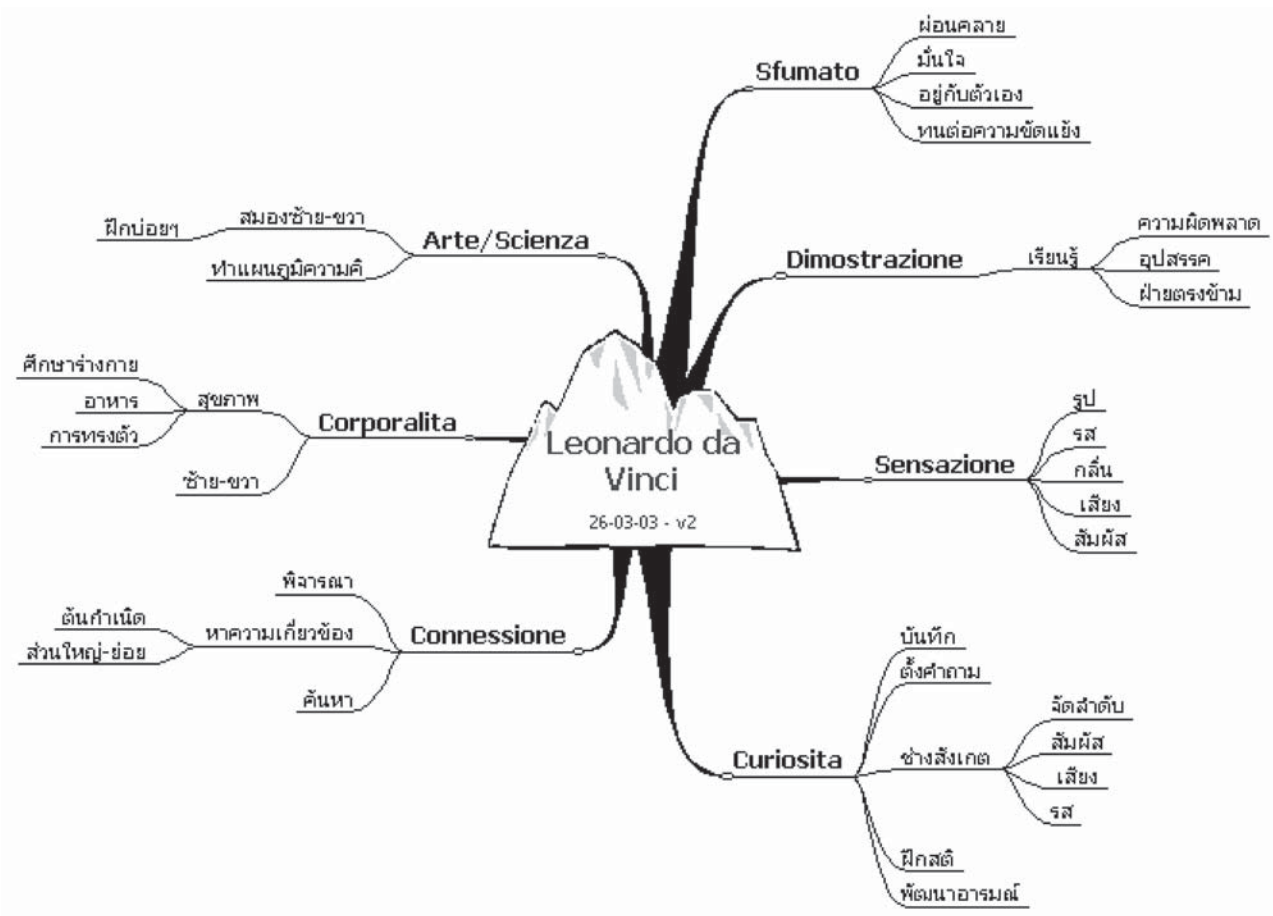 Leonardo da
Vinci
26-03-03 - v2
Sfumato
ผ่อนคลาย
มั่นใจ
อยู่กับตัวเอง
ทนต่อความขัดแย้ง
Dimostrazione
เรียนรู้
ความผิดพลาด
อุปสรรค
ฝ่ายตรงข้าม
Sensazione
รูป
รส
กลิ่น
เสียง
สัมผัส
Curiosita
บันทึก
ตั้งคำถาม
ช่างสังเกต
จัดลำดับ
สัมผัส
เสียง
รส
ฝึกสติ
พัฒนาอารมณ์
Connessione
พิจารณา
หาความเกี่ยวข้อง
ต้นกำเนิด
ส่วนใหญ่-ย่อย
ค้นหา
Corporalita
สุขภาพ
ศึกษาร่างกาย
อาหาร
การทรงตัว
ซ้าย-ขวา
Arte/Scienza
สมองซ้าย-ขวา
ฝึกบ่อยๆ
ทำแผนภูมิความคิ